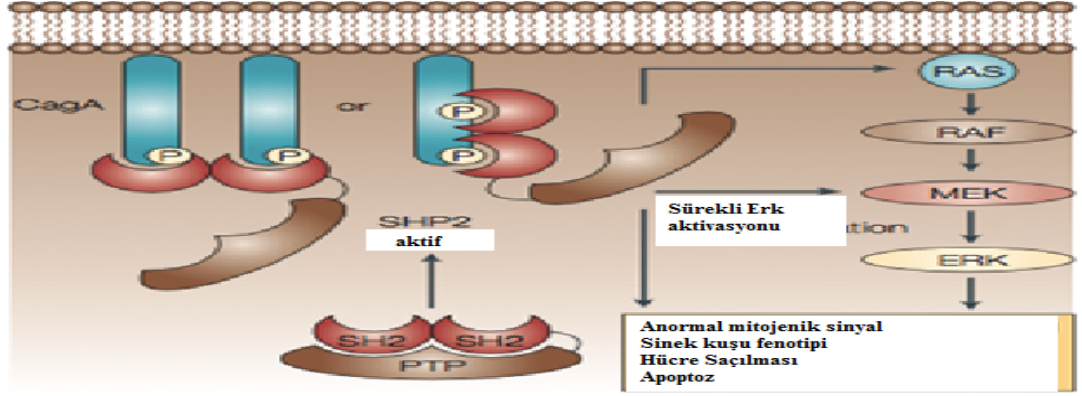 CagA
P
P
or
P
P
RAS
RAF
MEK
ERK
Sürekli Erk
aktivasyonu
ation
SHP2
aktif
SH2 SH2
PTP
Anormal mitojenik sinyal
Sinek kuşu fenotipi
Hücre Saçılması
Apoptoz